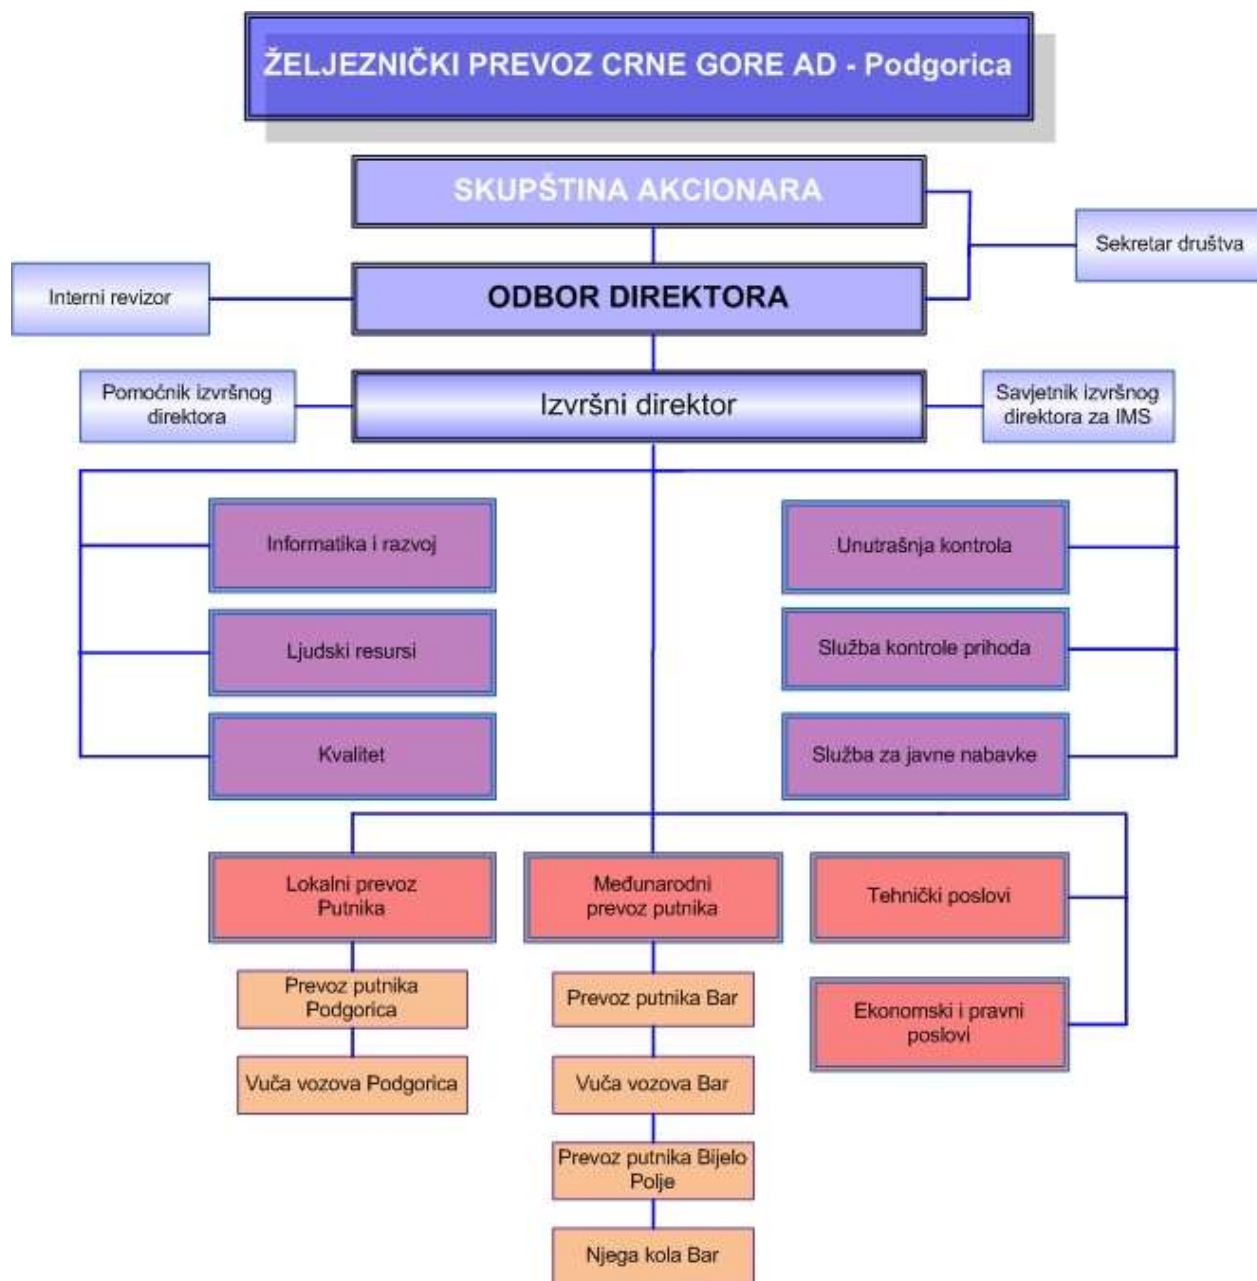 ŽELJEZNIČKI PREVOZ CRNE GORE AD - Podgorica
SKUPŠTINA AKCIONARA
Sekretar društva
Interni revizor
ODBOR DIREKTORA
Pomoćnik izvršnog
direktora
Izvršni direktor
Savjetnik izvršnog
direktora za IMS
Informatika i razvoj
Unutrašnja kontrola
Ljudski resursi
Služba kontrole prihoda
Kvalitet
Služba za javne nabavke
Lokalni prevoz
Putnika
Međunarodni
prevoz putnika
Tehnički poslovi
Prevoz putnika
Podgorica
Prevoz putnika Bar
Ekonomski i pravni
poslovi
Vuča vozova Podgorica
Vuča vozova Bar
Prevoz putnika Bijelo
Polje
Njega kola Bar